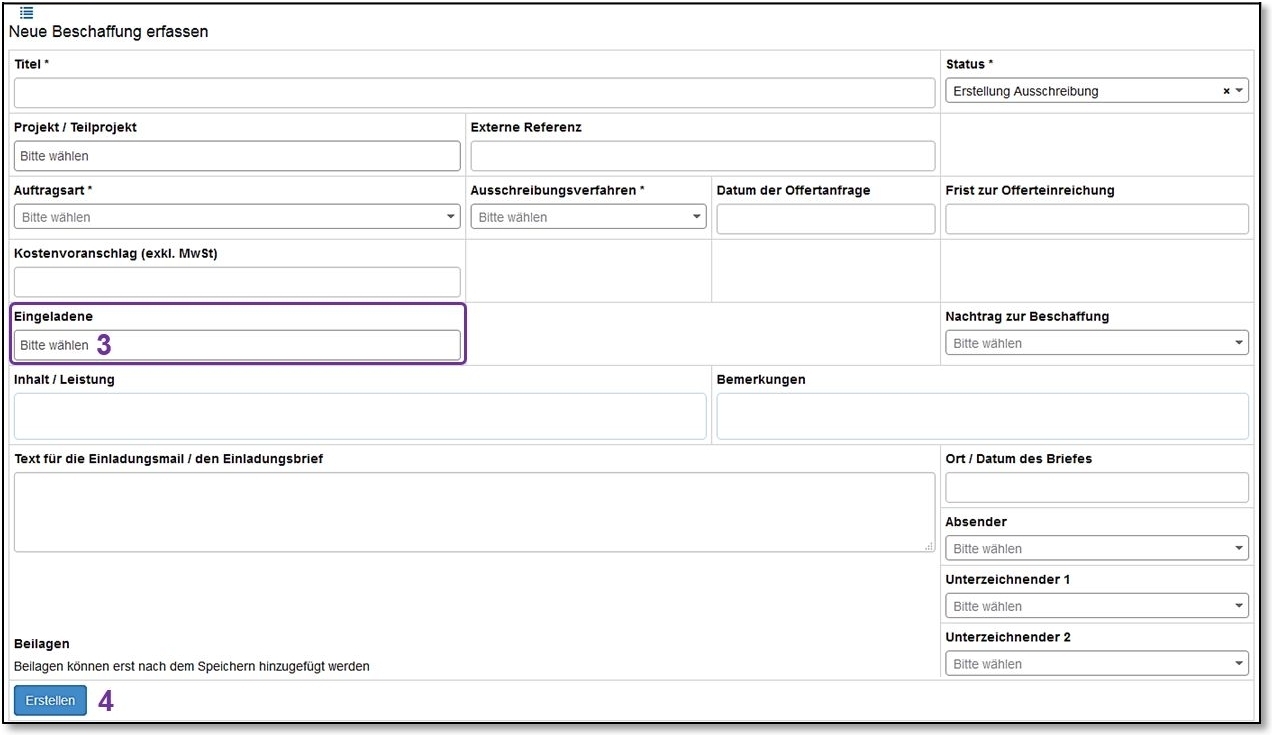 Neue Beschaffung erfassen
Titel *
Status *
Erstellung Ausschreibung ×
Projekt / Teilprojekt
Externe Referenz
Bitte wählen
Auftragsart *
Ausschreibungsverfahren *
Datum der Offertanfrage
Frist zur Offerteinreichung
Bitte wählen
Bitte wählen
Kostenvoranschlag (exkl. MwSt)
Eingeladene
Nachtrag zur Beschaffung
Bitte wählen 3
Bitte wählen
Inhalt / Leistung
Bemerkungen
Text für die Einladungsmail / den Einladungsbrief
Ort / Datum des Briefes
Absender
Bitte wählen
Unterzeichnender 1
Bitte wählen
Unterzeichnender 2
Bitte wählen
Beilagen
Beilagen können erst nach dem Speichern hinzugefügt werden
Erstellen 4